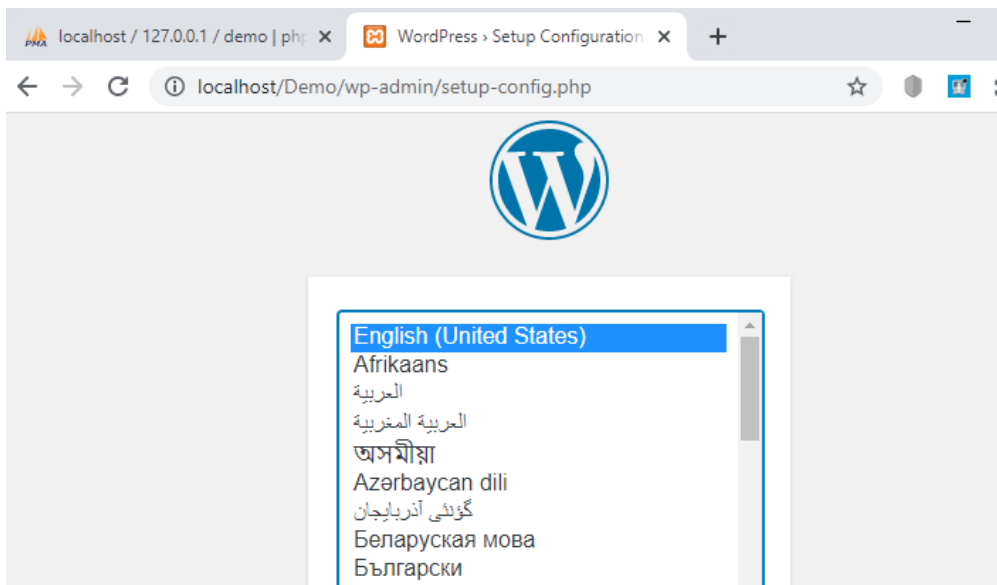 localhost / 127.0.0.1 / demo | php
WordPress › Setup Configuration
localhost/Demo/wp-admin/setup-config.php
English (United States)
Afrikaans
العربية
العربية المغربية
অসমীয়া
Azərbaycan dili
گؤنئی آذربایجان
Беларуская мова
Български